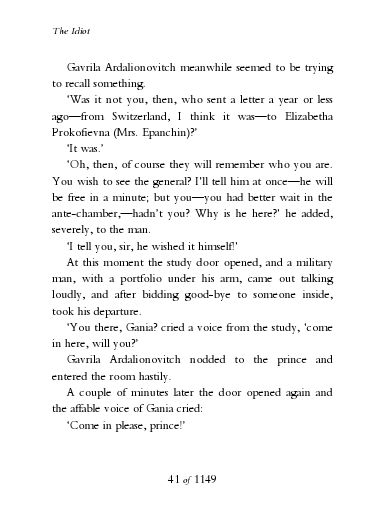 The Idiot
Gavrila Ardalionovitch meanwhile seemed to be trying
to recall something.
‘Was it not you, then, who sent a letter a year or less
ago—from Switzerland, I think it was—to Elizabetha
Prokofievna (Mrs. Epanchin)?’
‘It was.’
‘Oh, then, of course they will remember who you are.
You wish to see the general? I’ll tell him at once—he will
be free in a minute; but you—you had better wait in the
ante-chamber,—hadn’t you? Why is he here?’ he added,
severely, to the man.
‘I tell you, sir, he wished it himself!’
At this moment the study door opened, and a military
man, with a portfolio under his arm, came out talking
loudly, and after bidding good-bye to someone inside,
took his departure.
‘You there, Gania? cried a voice from the study, ‘come
in here, will you?’
Gavrila Ardalionovitch nodded to the prince and
entered the room hastily.
A couple of minutes later the door opened again and
the affable voice of Gania cried:
‘Come in please, prince!’
41 of 1149